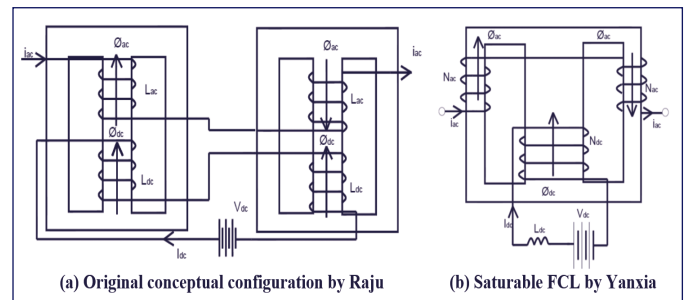 iac
Øac
Lac
Ødc
Ldc
Øac
iac
Lac
Ødc
Ldc
Vdc
Idc
(a) Original conceptual configuration by Raju
Øac
Øac
Nac
Nac
iac
iac
Ndc
Ødc
Idc
Ldc
Vdc
(b) Saturable FCL by Yanxia